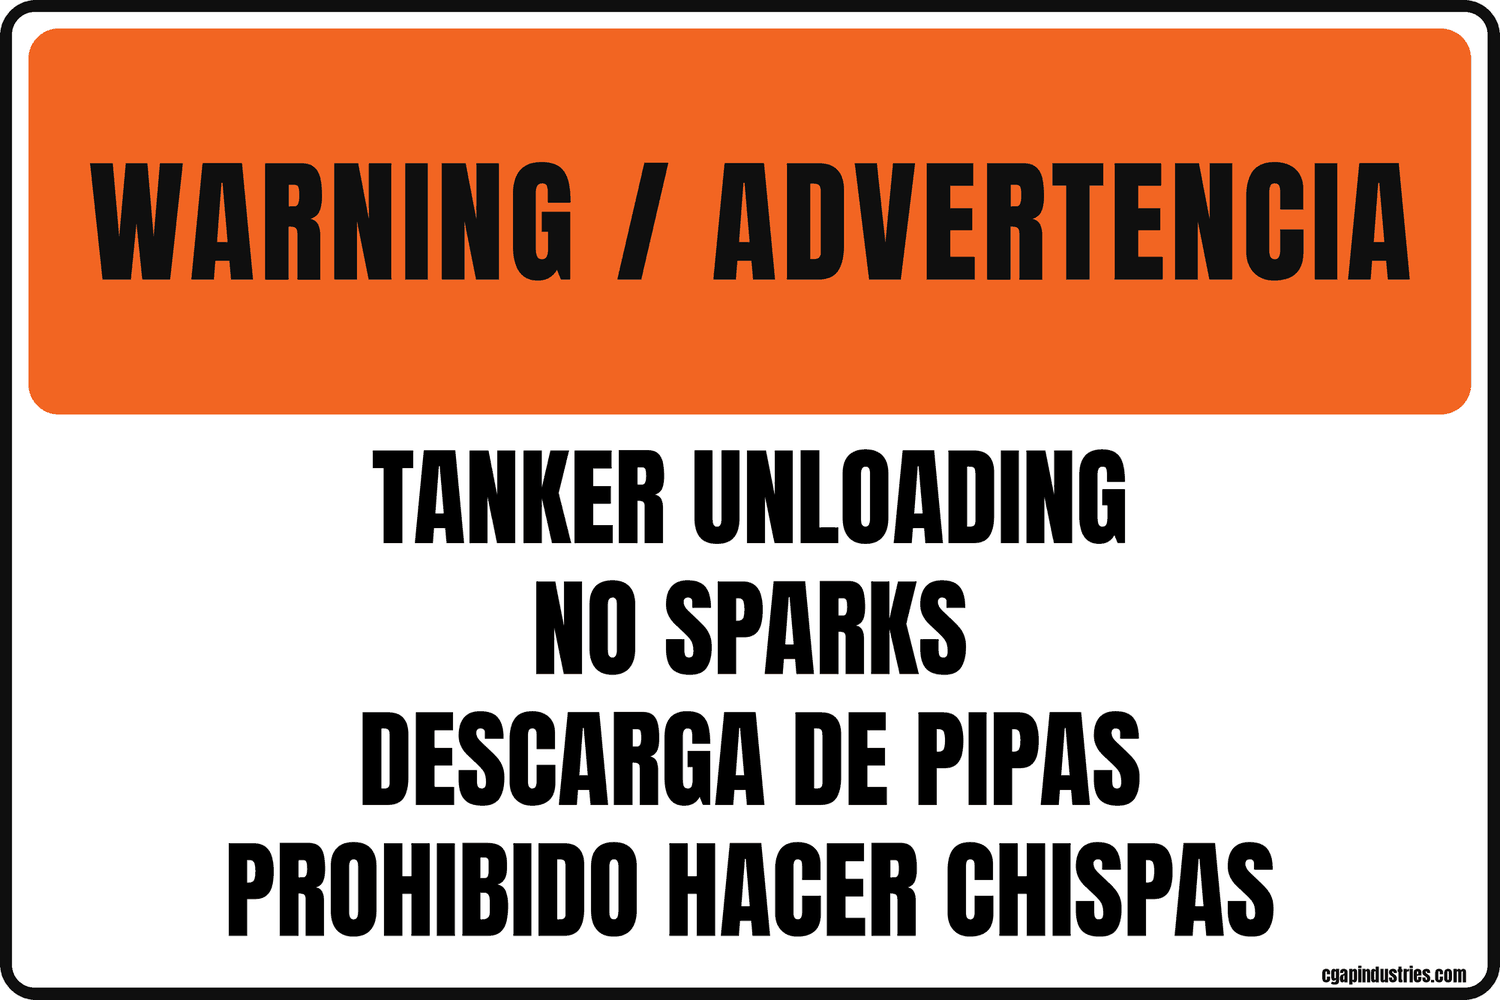 WARNING / ADVERTENCIA
TANKER UNLOADING
NO SPARKS
DESCARGA DE PIPAS
PROHIBIDO HACER CHISPAS
cgapindustries.com